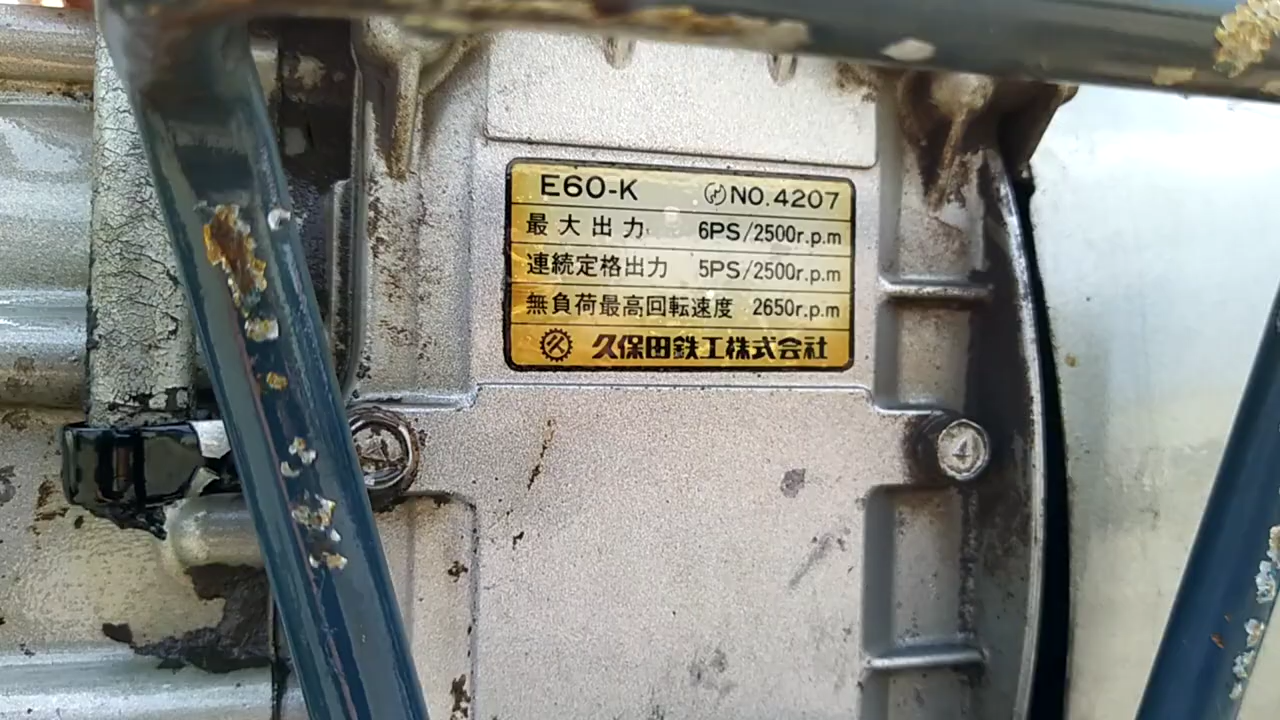 E60-K NO.4207
最大出力 6PS/2500r.p.m
連続定格出力 5PS/2500r.p.m
無負荷最高回転速度 2650r.p.m
久保田鉄工株式会社
4